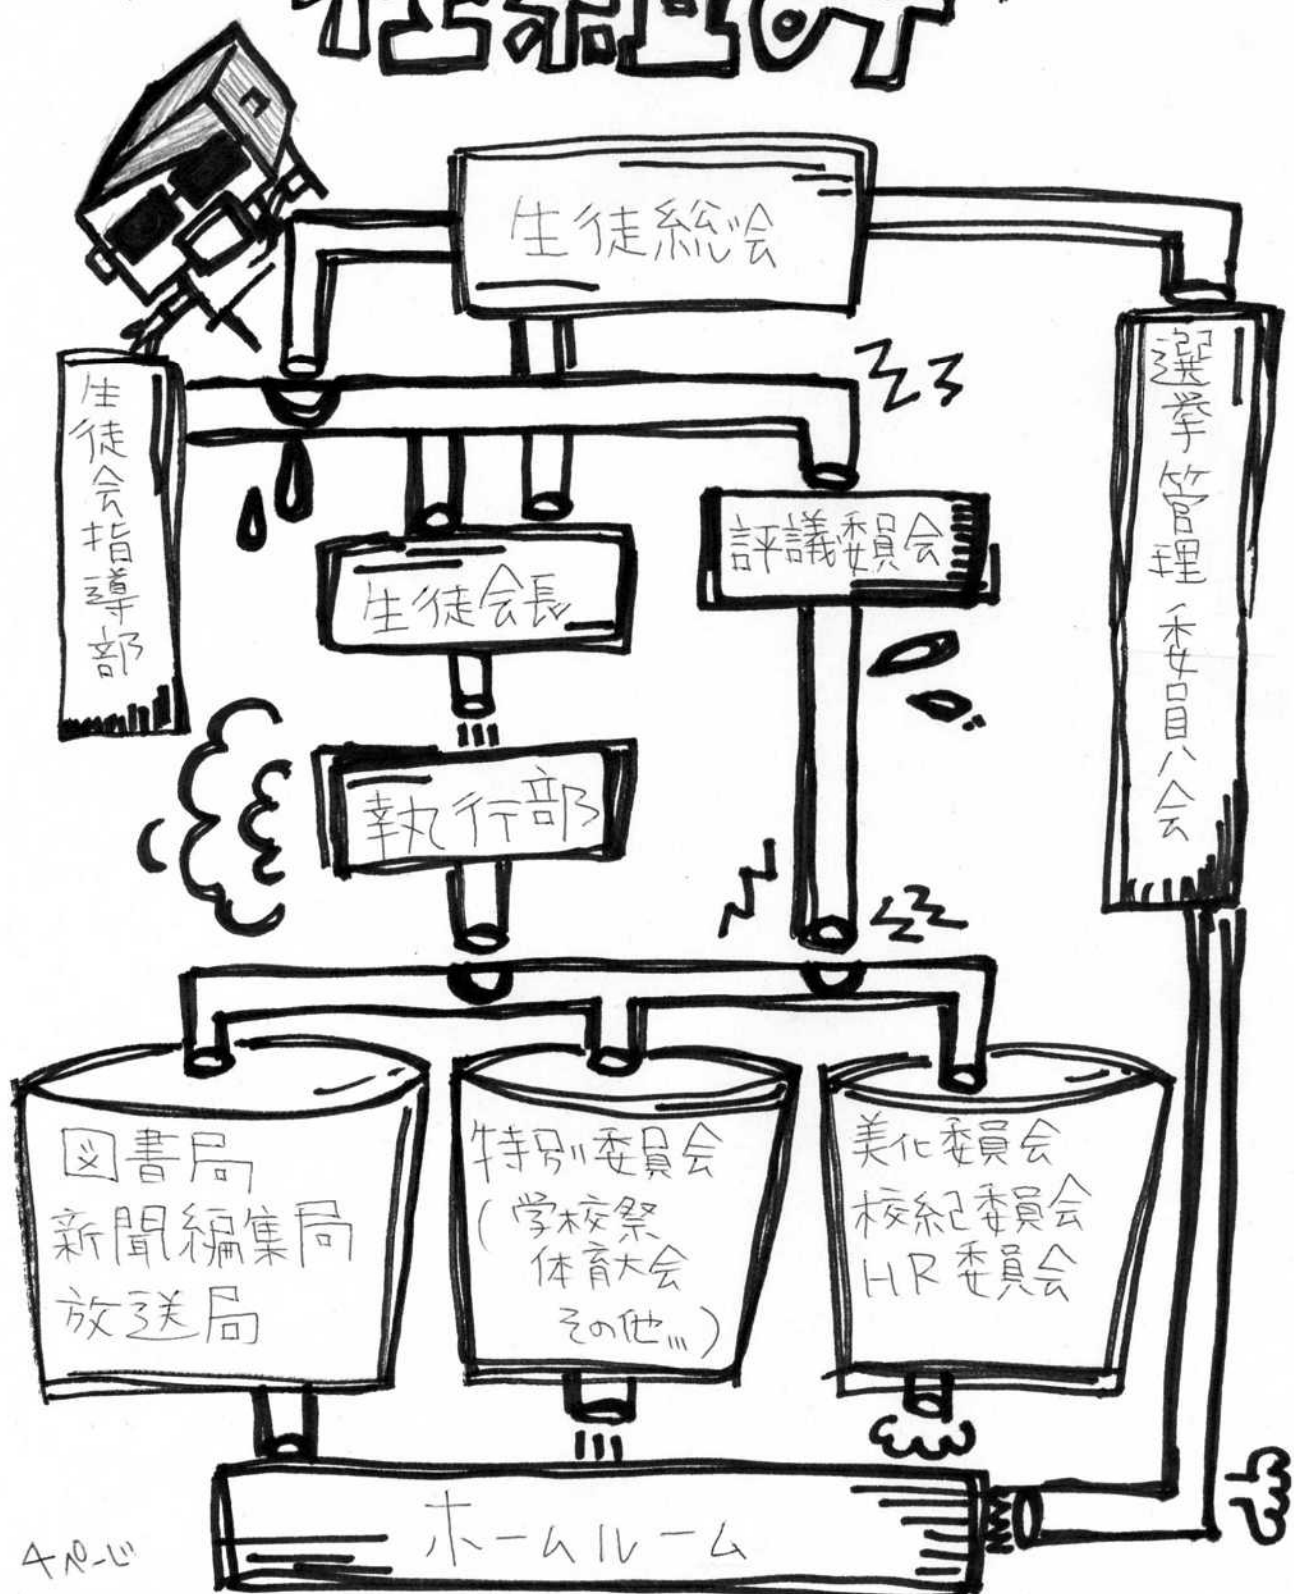 生徒総会
生徒会指導部
選挙管理委員会
評議委員会
生徒会長
執行部
図書局
新聞編集局
放送局
特別委員会
(学校祭
体育大会
その他…)
美化委員会
校紀委員会
HR委員会
ホームルーム
4ページ